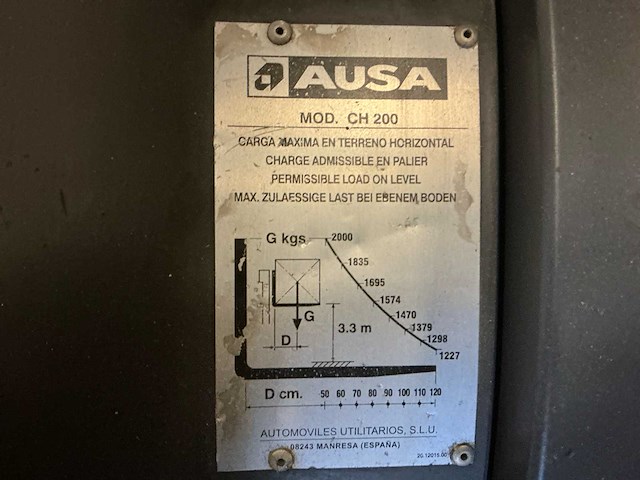 AUSA
MOD. CH 200
CARGA MAXIMA EN TERRENO HORIZONTAL
CHARGE ADMISSIBLE EN PALIER
PERMISSIBLE LOAD ON LEVEL
MAX. ZULAESSIGE LAST BEI EBENEM BODEN
G kgs. 2000
1835
1695
1574
G 1470
D 3.3 m 1379
1298
1227
D cm. 50 60 70 80 90 100 110 120
AUTOMOVILES UTILITARIOS, S.L.U.
08243 MANRESA (ESPAÑA)